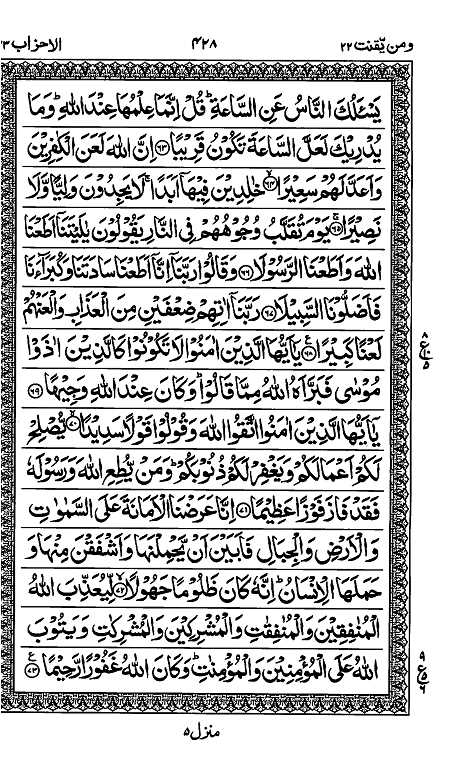 ومن يقنت ٢٢ ٤٢٨ الاحزاب ٣٣
يَسْـَٔلُكَ النَّاسُ عَنِ السَّاعَةِ ؕ قُلْ اِنَّمَا عِلْمُهَا عِنْدَ اللّٰهِ ؕ وَمَا
يُدْرِيْكَ لَعَلَّ السَّاعَةَ تَكُوْنُ قَرِيْبًا ﴿٦٣﴾ اِنَّ اللّٰهَ لَعَنَ الْكٰفِرِيْنَ
وَاَعَدَّ لَهُمْ سَعِيْرًا ﴿٦٤﴾ خٰلِدِيْنَ فِيْهَاۤ اَبَدًا ۚ لَا يَجِدُوْنَ وَلِيًّا وَّلَا
نَصِيْرًا ﴿٦٥﴾ يَوْمَ تُقَلَّبُ وُجُوْهُهُمْ فِى النَّارِ يَقُوْلُوْنَ يٰلَيْتَنَاۤ اَطَعْنَا
اللّٰهَ وَاَطَعْنَا الرَّسُوْلَا ﴿٦٦﴾ وَقَالُوْا رَبَّنَاۤ اِنَّاۤ اَطَعْنَا سَادَتَنَا وَكُبَرَآءَنَا
فَاَضَلُّوْنَا السَّبِيْلَا ﴿٦٧﴾ رَبَّنَاۤ اٰتِهِمْ ضِعْفَيْنِ مِنَ الْعَذَابِ وَالْعَنْهُمْ
لَعْنًا كَبِيْرًا ﴿٦٨﴾ يٰۤاَيُّهَا الَّذِيْنَ اٰمَنُوْا لَا تَكُوْنُوْا كَالَّذِيْنَ اٰذَوْا
مُوْسٰى فَبَرَّاَهُ اللّٰهُ مِمَّا قَالُوْا ؕ وَكَانَ عِنْدَ اللّٰهِ وَجِيْهًا ﴿٦٩﴾
يٰۤاَيُّهَا الَّذِيْنَ اٰمَنُوا اتَّقُوا اللّٰهَ وَقُوْلُوْا قَوْلًا سَدِيْدًا ﴿٧٠﴾ يُّصْلِحْ
لَكُمْ اَعْمَالَكُمْ وَيَغْفِرْ لَكُمْ ذُنُوْبَكُمْ ؕ وَمَنْ يُّطِعِ اللّٰهَ وَرَسُوْلَهٗ
فَقَدْ فَازَ فَوْزًا عَظِيْمًا ﴿٧١﴾ اِنَّا عَرَضْنَا الْاَمَانَةَ عَلَى السَّمٰوٰتِ
وَالْاَرْضِ وَالْجِبَالِ فَاَبَيْنَ اَنْ يَّحْمِلْنَهَا وَاَشْفَقْنَ مِنْهَا وَ
حَمَلَهَا الْاِنْسَانُ ؕ اِنَّهٗ كَانَ ظَلُوْمًا جَهُوْلًا ﴿٧٢﴾ لِّيُعَذِّبَ اللّٰهُ
الْمُنٰفِقِيْنَ وَالْمُنٰفِقٰتِ وَالْمُشْرِكِيْنَ وَالْمُشْرِكٰتِ وَيَتُوْبَ
اللّٰهُ عَلَى الْمُؤْمِنِيْنَ وَالْمُؤْمِنٰتِ ؕ وَكَانَ اللّٰهُ غَفُوْرًا رَّحِيْمًا ﴿٧٣﴾
منزل ٥